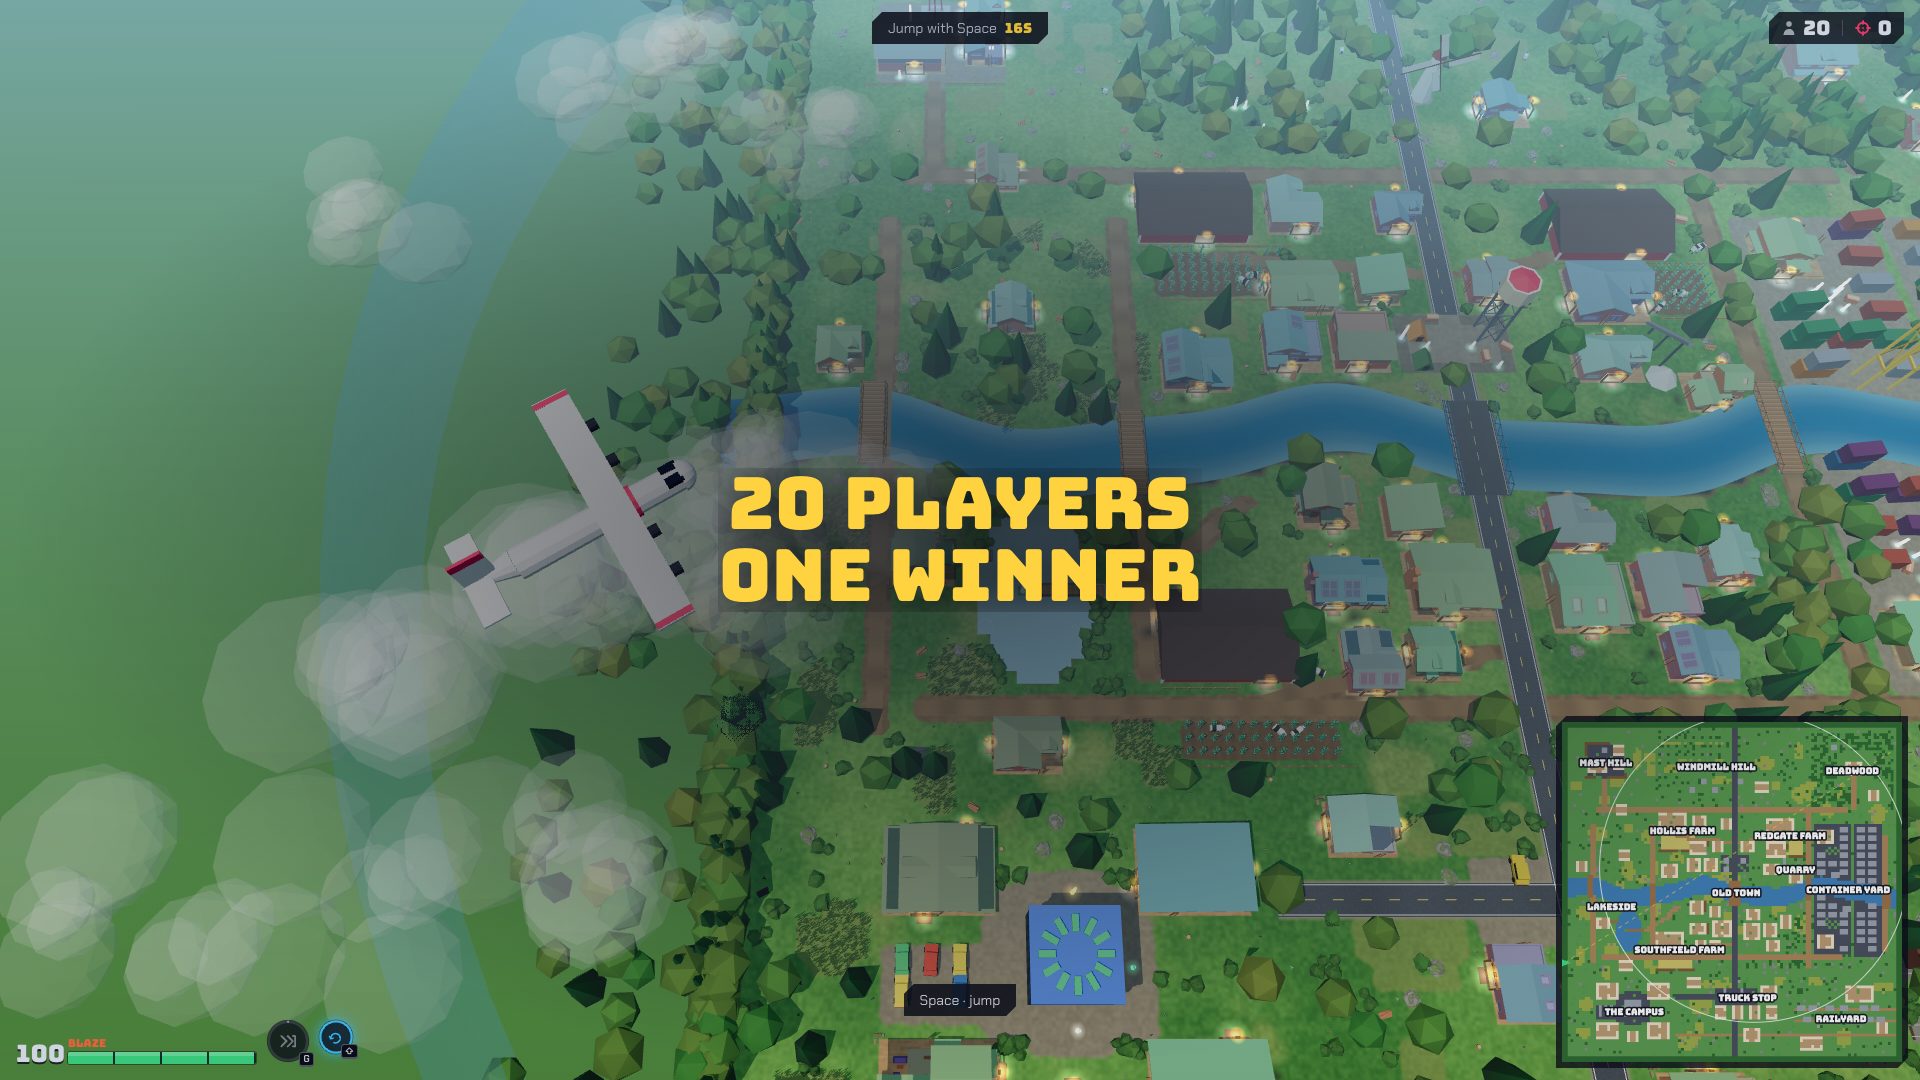 Jump with Space 16S
20 0
20 PLAYERS
ONE WINNER
MAST HILL
WINDMILL HILL
DEADWOOD
HOLLIS FARM
REDGATE FARM
QUARRY
CONTAINER YARD
OLD TOWN
LAKESIDE
SOUTHFIELD FARM
TRUCK STOP
THE CAMPUS
RAILYARD
Space · jump
100 BLAZE
G